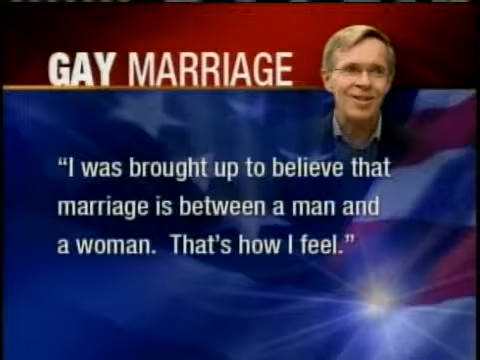 GAY MARRIAGE
“I was brought up to believe that
marriage is between a man and
a woman.  That’s how I feel.”